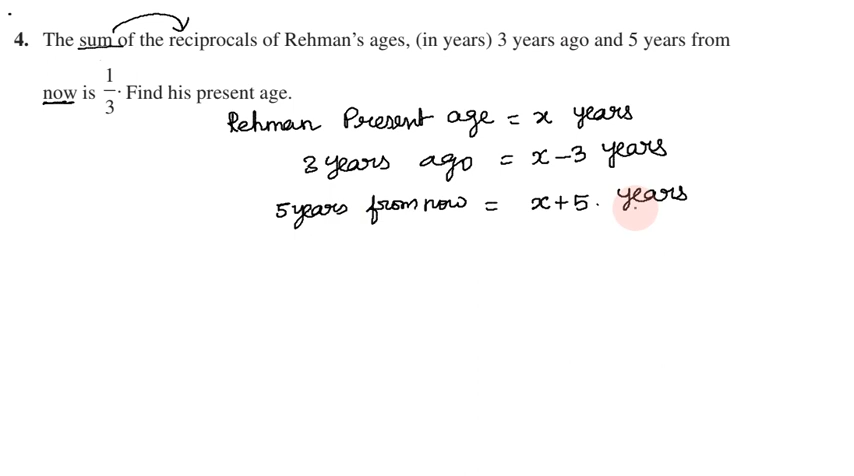 4. The sum of the reciprocals of Rehman's ages, (in years) 3 years ago and 5 years from
now is 1/3. Find his present age.
Rehman Present age = x years
3 years ago = x-3 years
5 years from now = x+5. years